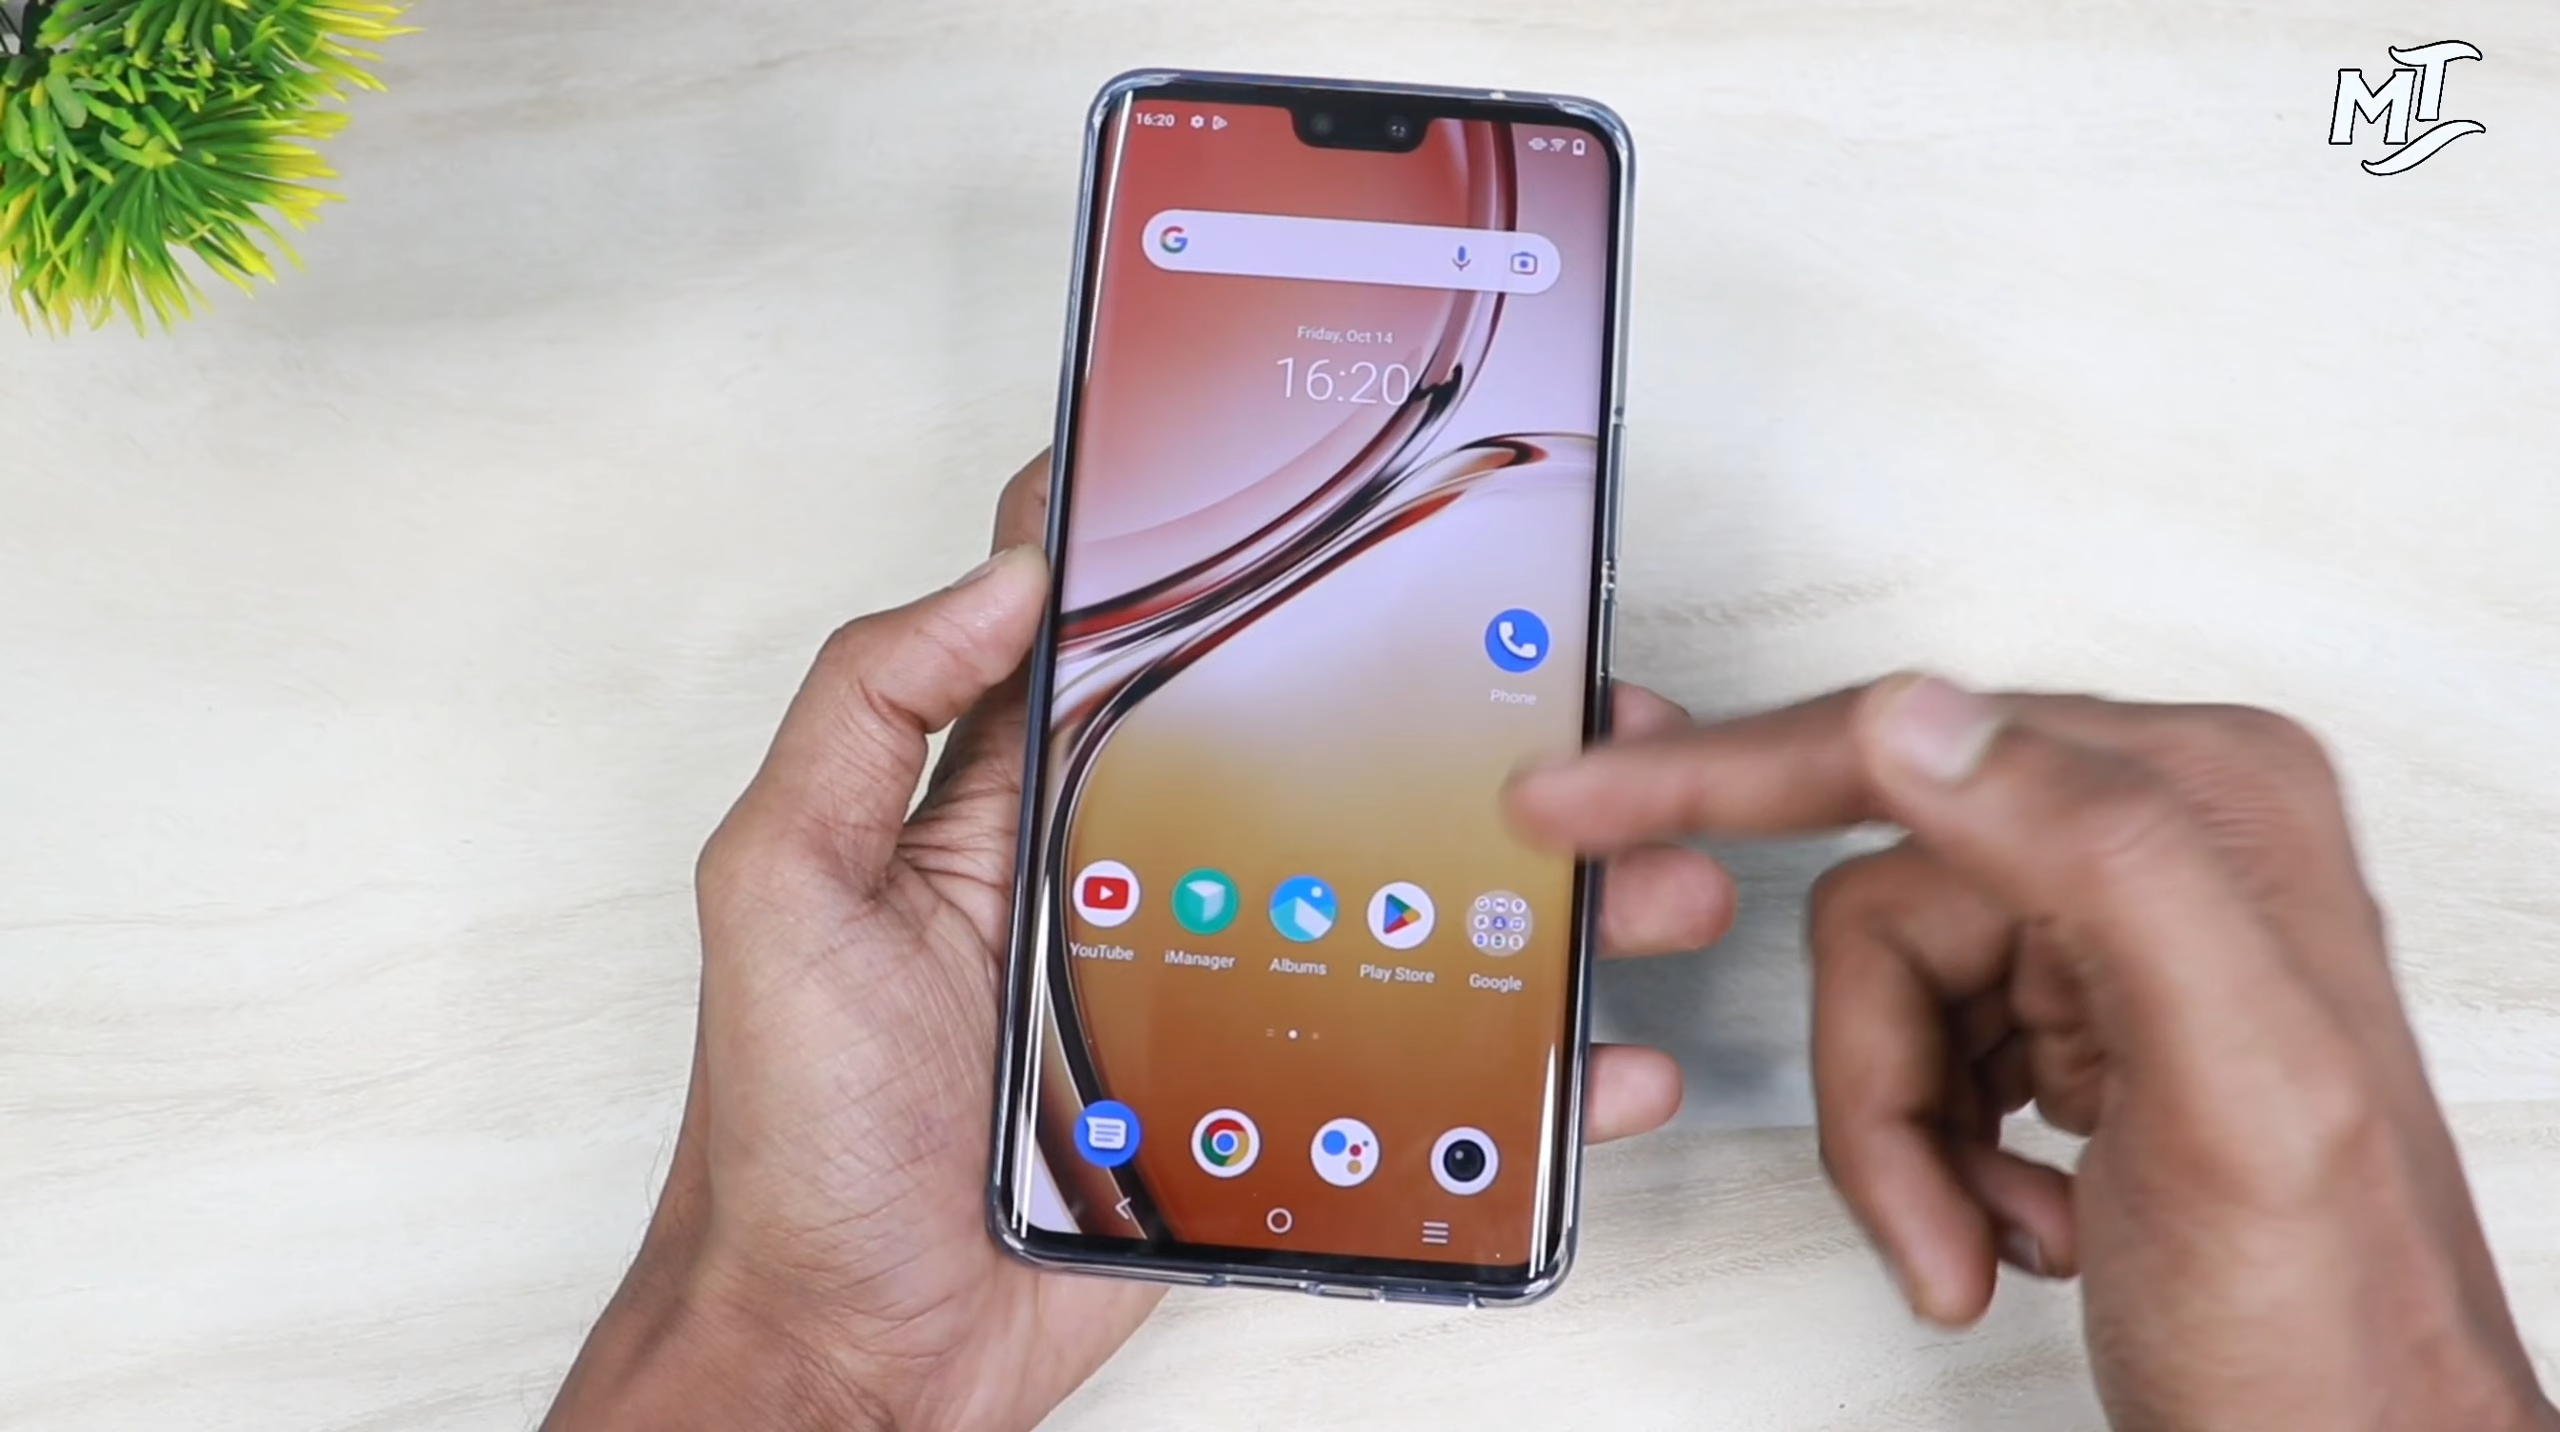 MT
16:20
Friday, Oct 14
16:20
Phone
YouTube
iManager
Albums
Play Store
Google